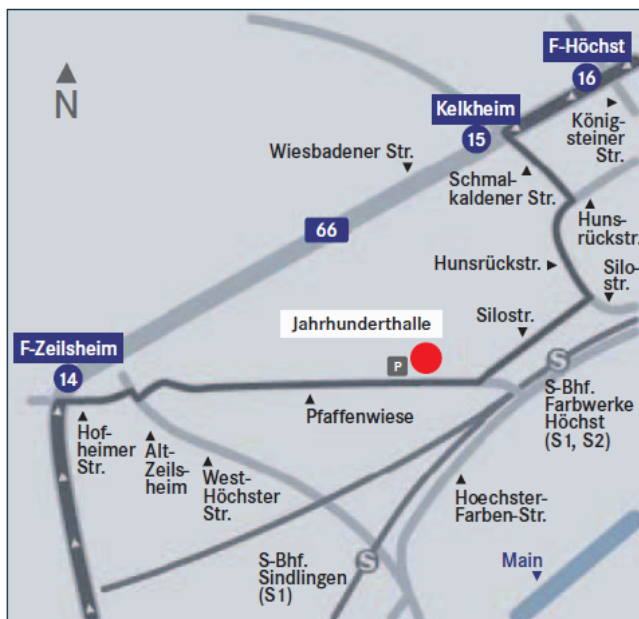 F-Höchst
16
N
Kelkheim
15
König-
steiner
Str.
Wiesbadener Str.
Schmal-
kaldener Str.
Huns-
rückstr.
66
Hunsrückstr.
Silo-
str.
Jahrhunderthalle
Silostr.
F-Zeilsheim
14
P
S
S-Bhf.
Farbwerke
Höchst
(S1, S2)
Pfaffenwiese
Hof-
heimer
Str.
Alt-
Zeils-
heim
West-
Höchster
Str.
Hoechster-
Farben-Str.
S-Bhf.
Sindlingen
(S1)
S
Main